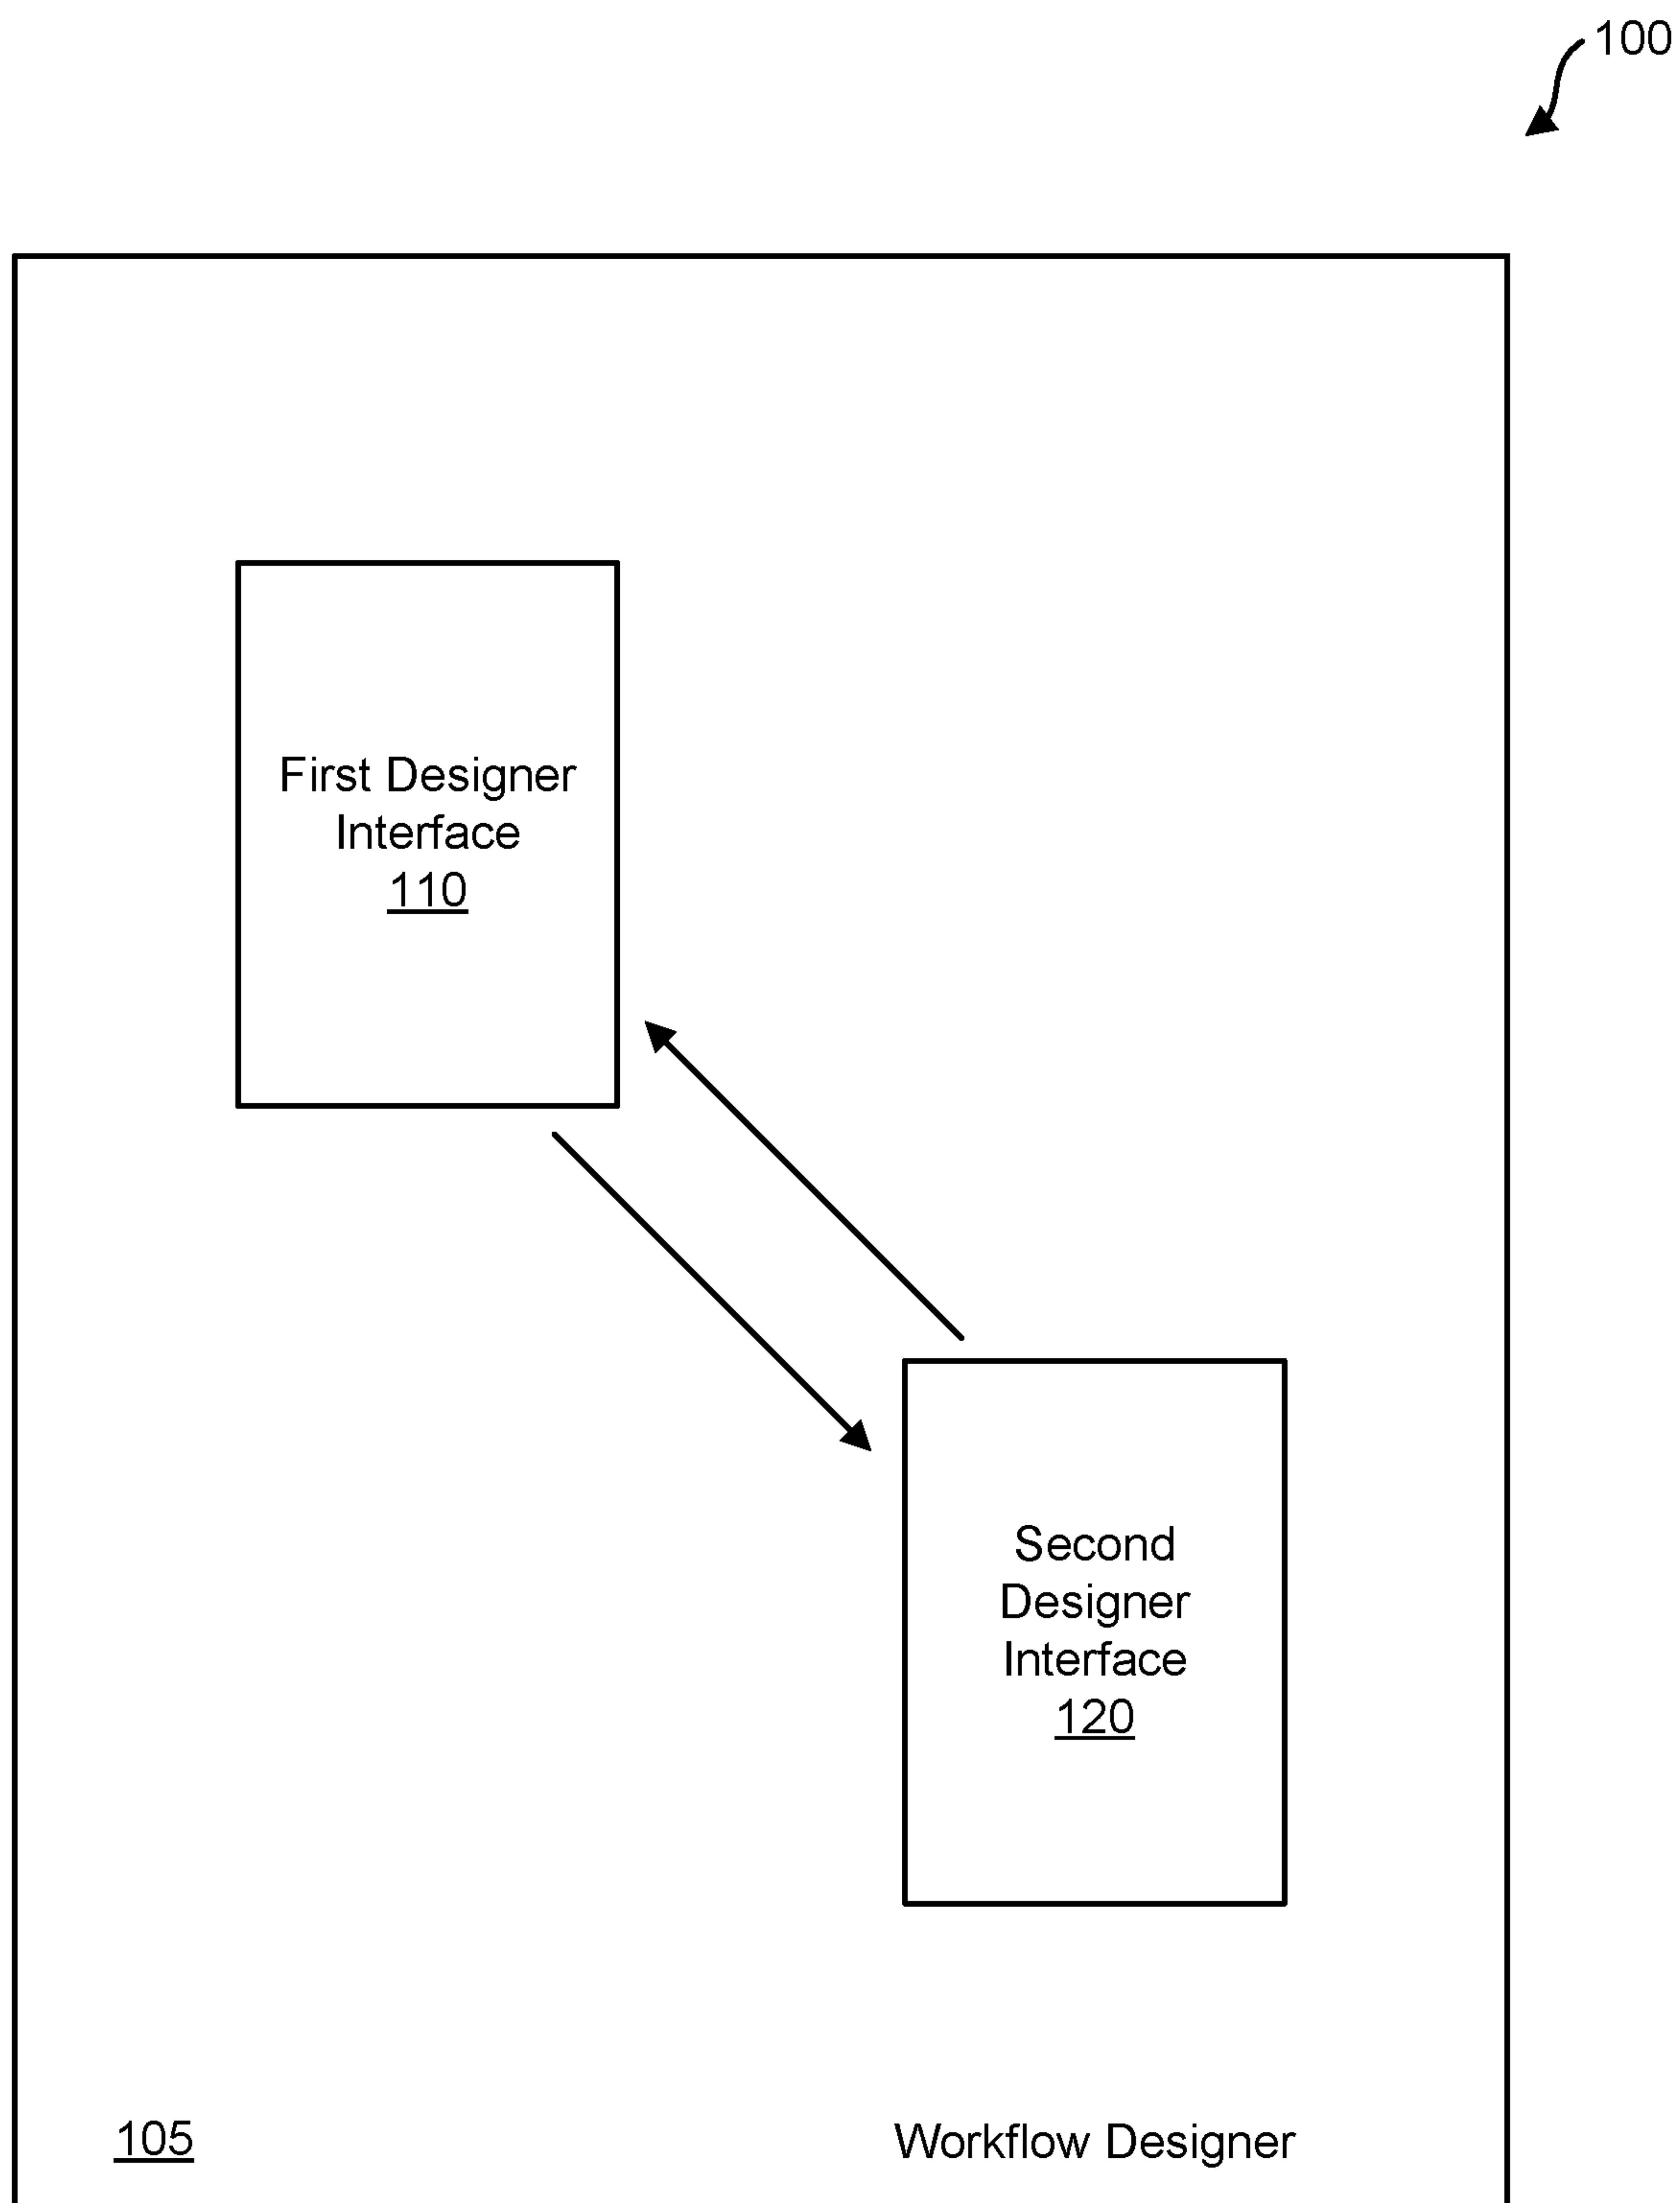 100
First Designer
Interface
110
Second
Designer
Interface
120
105
Workflow Designer